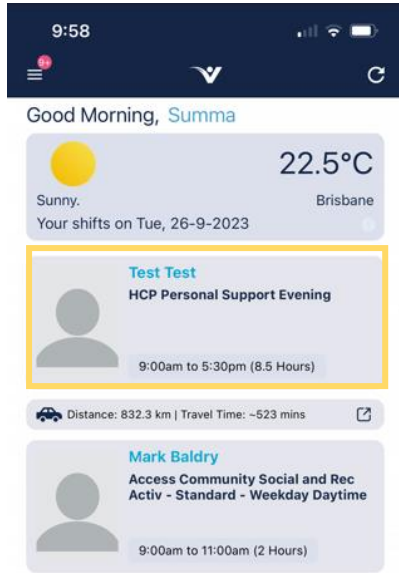 9:58
9+
Good Morning, Summa
22.5°C
Sunny.
Brisbane
Your shifts on Tue, 26-9-2023
Test Test
HCP Personal Support Evening
9:00am to 5:30pm (8.5 Hours)
Distance: 832.3 km | Travel Time: ~523 mins
Mark Baldry
Access Community Social and Rec
Activ - Standard - Weekday Daytime
9:00am to 11:00am (2 Hours)